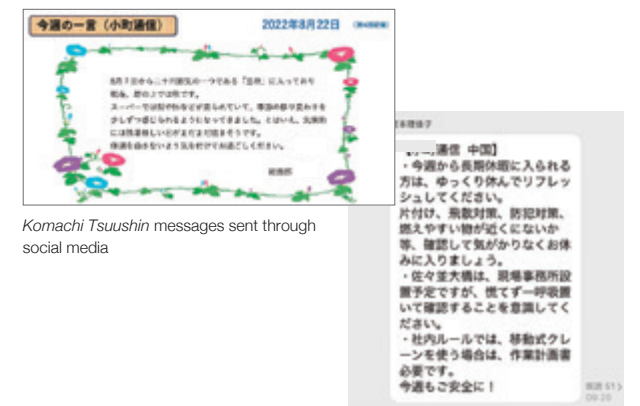 今週の一言(小町通信)
2022年8月22日
8月7日から二十四節気の一つである「立秋」に入っており
暦の上では秋です。
スーパーでは梨や柿などが見られていて、季節の移り変わりを
少しずつ感じられるようになってきました。とはいえ、気候的
には残暑厳しい日がまだまだ続きそうです。
体調を崩さないよう気を付けてお過ごしください。
総務部
Komachi Tsuushin messages sent through
social media
通信 中国】
・今週から長期休暇に入られる
方は、ゆっくり休んでリフレッ
シュしてください。
片付け、飛散対策、防犯対策、
燃えやすい物が近くにないか
等、確認して気がかりなくお休
みに入りましょう。
・佐々並大橋は、現場事務所設
置予定ですが、慌てず一呼吸置
いて確認することを意識してく
ださい。
・社内ルールでは、移動式クレ
ーンを使う場合は、作業計画書
必要です。
今週もご安全に!
既読 51
09:20